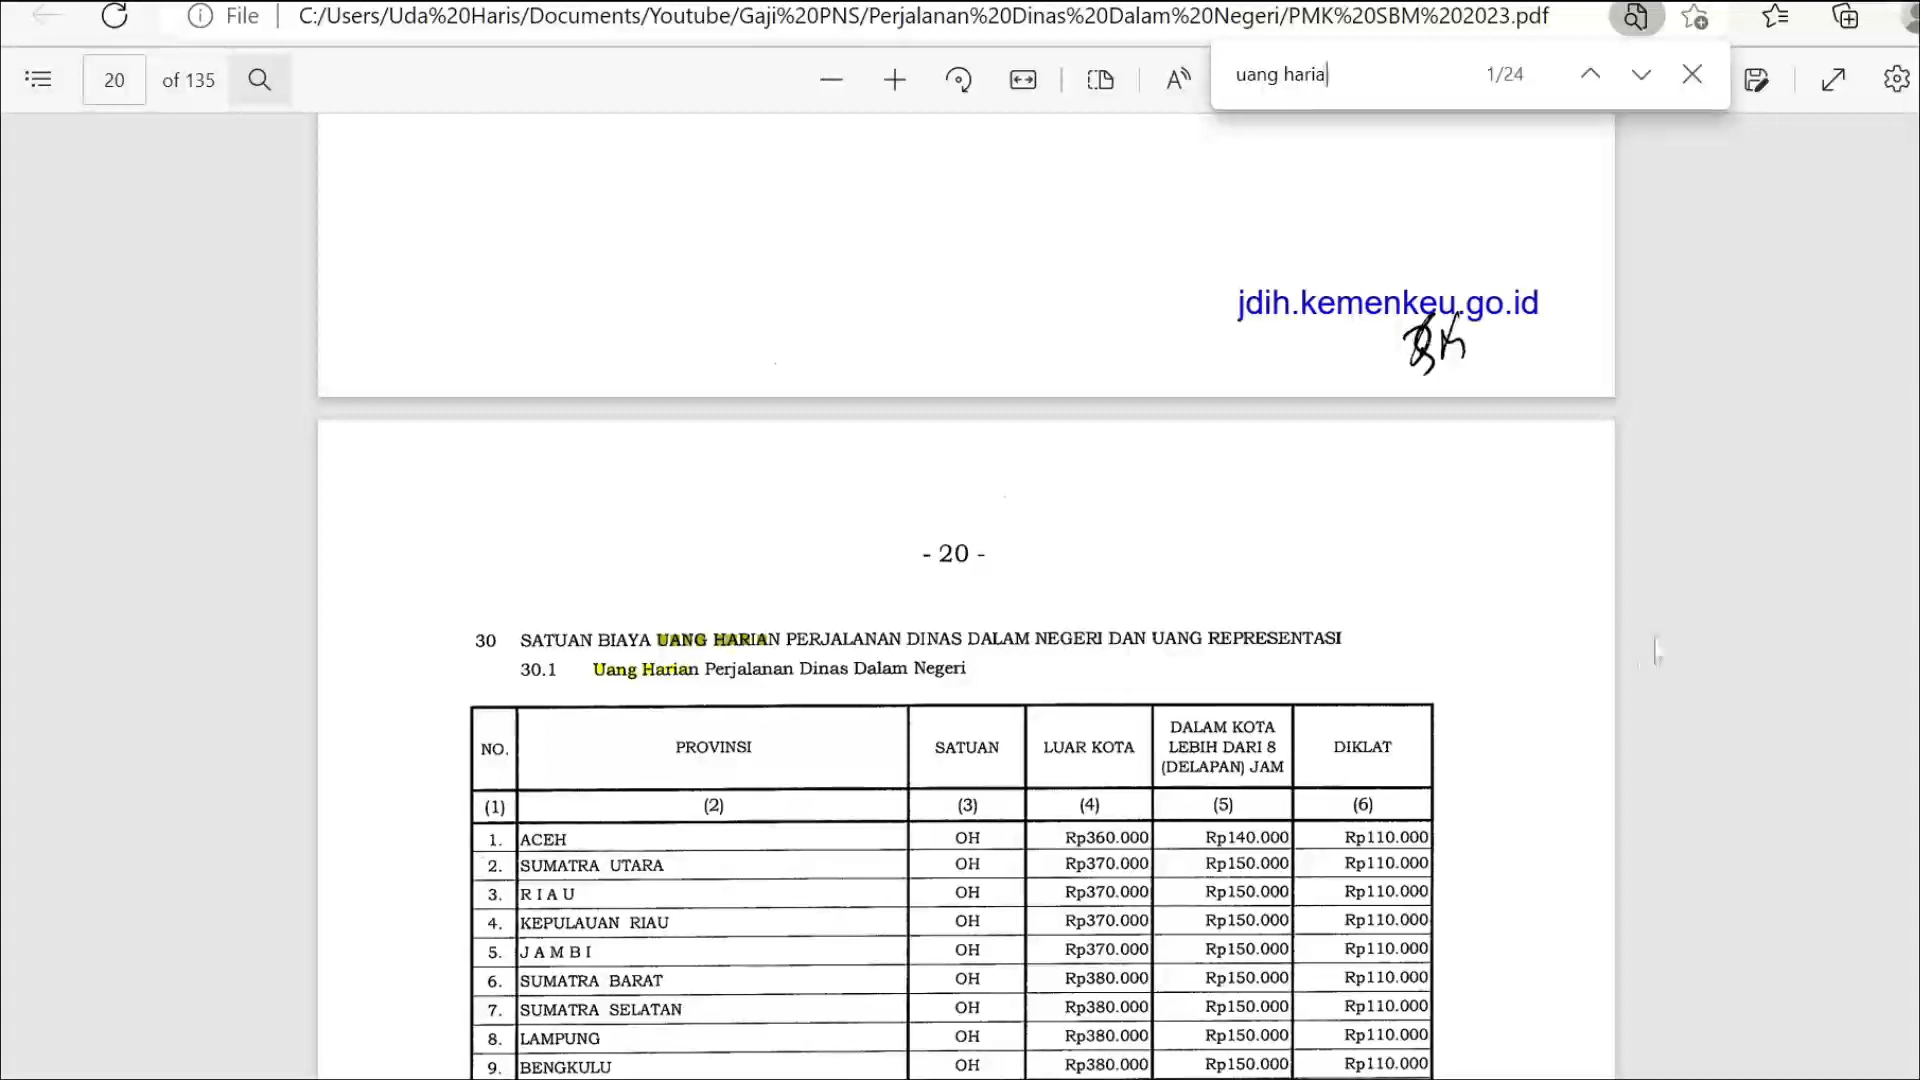 File C:/Users/Uda%20Haris/Documents/Youtube/Gaji%20PNS/Perjalanan%20Dinas%20Dalam%20Negeri/PMK%20SBM%202023.pdf
20 of 135
uang haria 1/24
jdih.kemenkeu.go.id
- 20 -
30 SATUAN BIAYA UANG HARIAN PERJALANAN DINAS DALAM NEGERI DAN UANG REPRESENTASI
30.1 Uang Harian Perjalanan Dinas Dalam Negeri
NO. PROVINSI SATUAN LUAR KOTA DALAM KOTA LEBIH DARI 8 (DELAPAN) JAM DIKLAT
(1) (2) (3) (4) (5) (6)
1. ACEH OH Rp360.000 Rp140.000 Rp110.000
2. SUMATRA UTARA OH Rp370.000 Rp150.000 Rp110.000
3. R I A U OH Rp370.000 Rp150.000 Rp110.000
4. KEPULAUAN RIAU OH Rp370.000 Rp150.000 Rp110.000
5. J A M B I OH Rp370.000 Rp150.000 Rp110.000
6. SUMATRA BARAT OH Rp380.000 Rp150.000 Rp110.000
7. SUMATRA SELATAN OH Rp380.000 Rp150.000 Rp110.000
8. LAMPUNG OH Rp380.000 Rp150.000 Rp110.000
9. BENGKULU OH Rp380.000 Rp150.000 Rp110.000